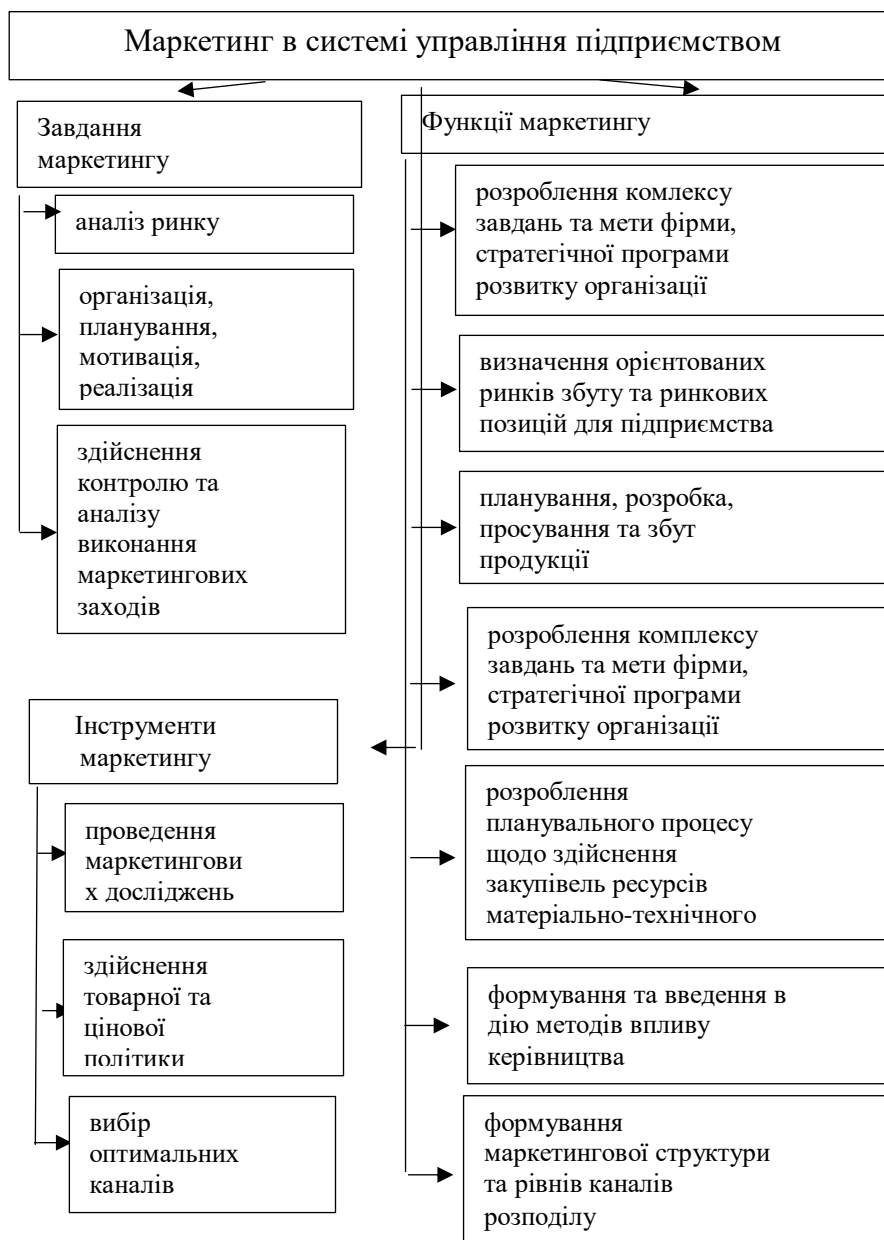 Маркетинг в системі управління підприємством
Завдання
маркетингу
аналіз ринку
організація,
планування,
мотивація,
реалізація
здійснення
контролю та
аналізу
виконання
маркетингових
заходів
Інструменти
маркетингу
проведення
маркетингови
х досліджень
здійснення
товарної та
цінової
політики
вибір
оптимальних
каналів
Функції маркетингу
розроблення комлексу
завдань та мети фірми,
стратегічної програми
розвитку організації
визначення орієнтованих
ринків збуту та ринкових
позицій для підприємства
планування, розробка,
просування та збут
продукції
розроблення комплексу
завдань та мети фірми,
стратегічної програми
розвитку організації
розроблення
планувального процесу
щодо здійснення
закупівель ресурсів
матеріально-технічного
формування та введення в
дію методів впливу
керівництва
формування
маркетингової структури
та рівнів каналів
розподілу